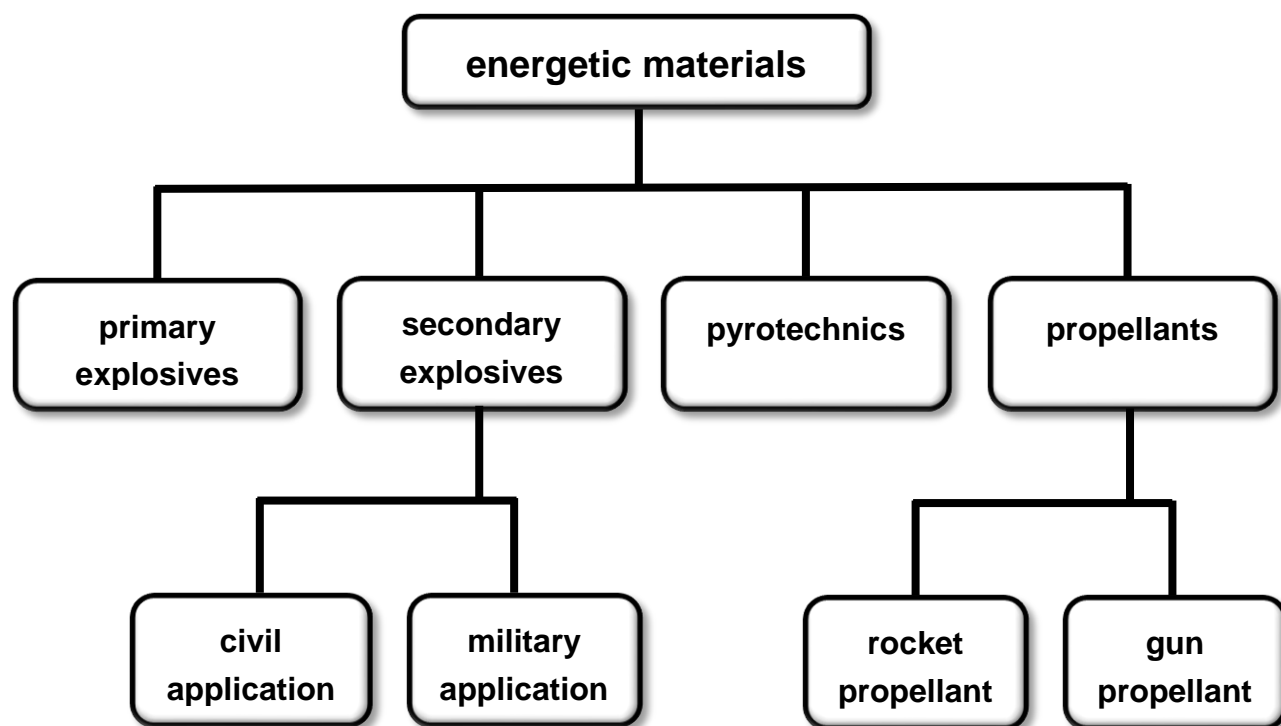 energetic materials
primary
explosives
secondary
explosives
pyrotechnics
propellants
civil
application
military
application
rocket
propellant
gun
propellant